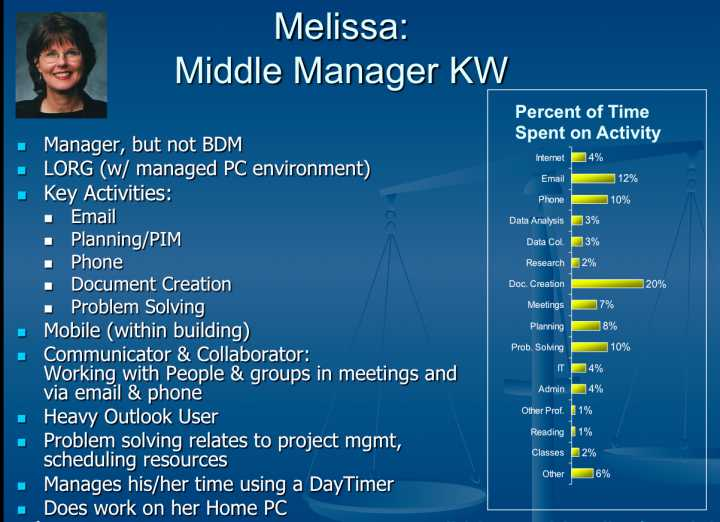 Melissa:
Middle Manager KW
Manager, but not BDM
LORG (w/ managed PC environment)
Key Activities:
Email
Planning/PIM
Phone
Document Creation
Problem Solving
Mobile (within building)
Communicator & Collaborator:
Working with People & groups in meetings and
via email & phone
Heavy Outlook User
Problem solving relates to project mgmt,
scheduling resources
Manages his/her time using a DayTimer
Does work on her Home PC
Percent of Time
Spent on Activity
Internet 4%
Email 12%
Phone 10%
Data Analysis 3%
Data Col. 3%
Research 2%
Doc. Creation 20%
Meetings 7%
Planning 8%
Prob. Solving 10%
IT 4%
Admin 4%
Other Prof. 1%
Reading 1%
Classes 2%
Other 6%